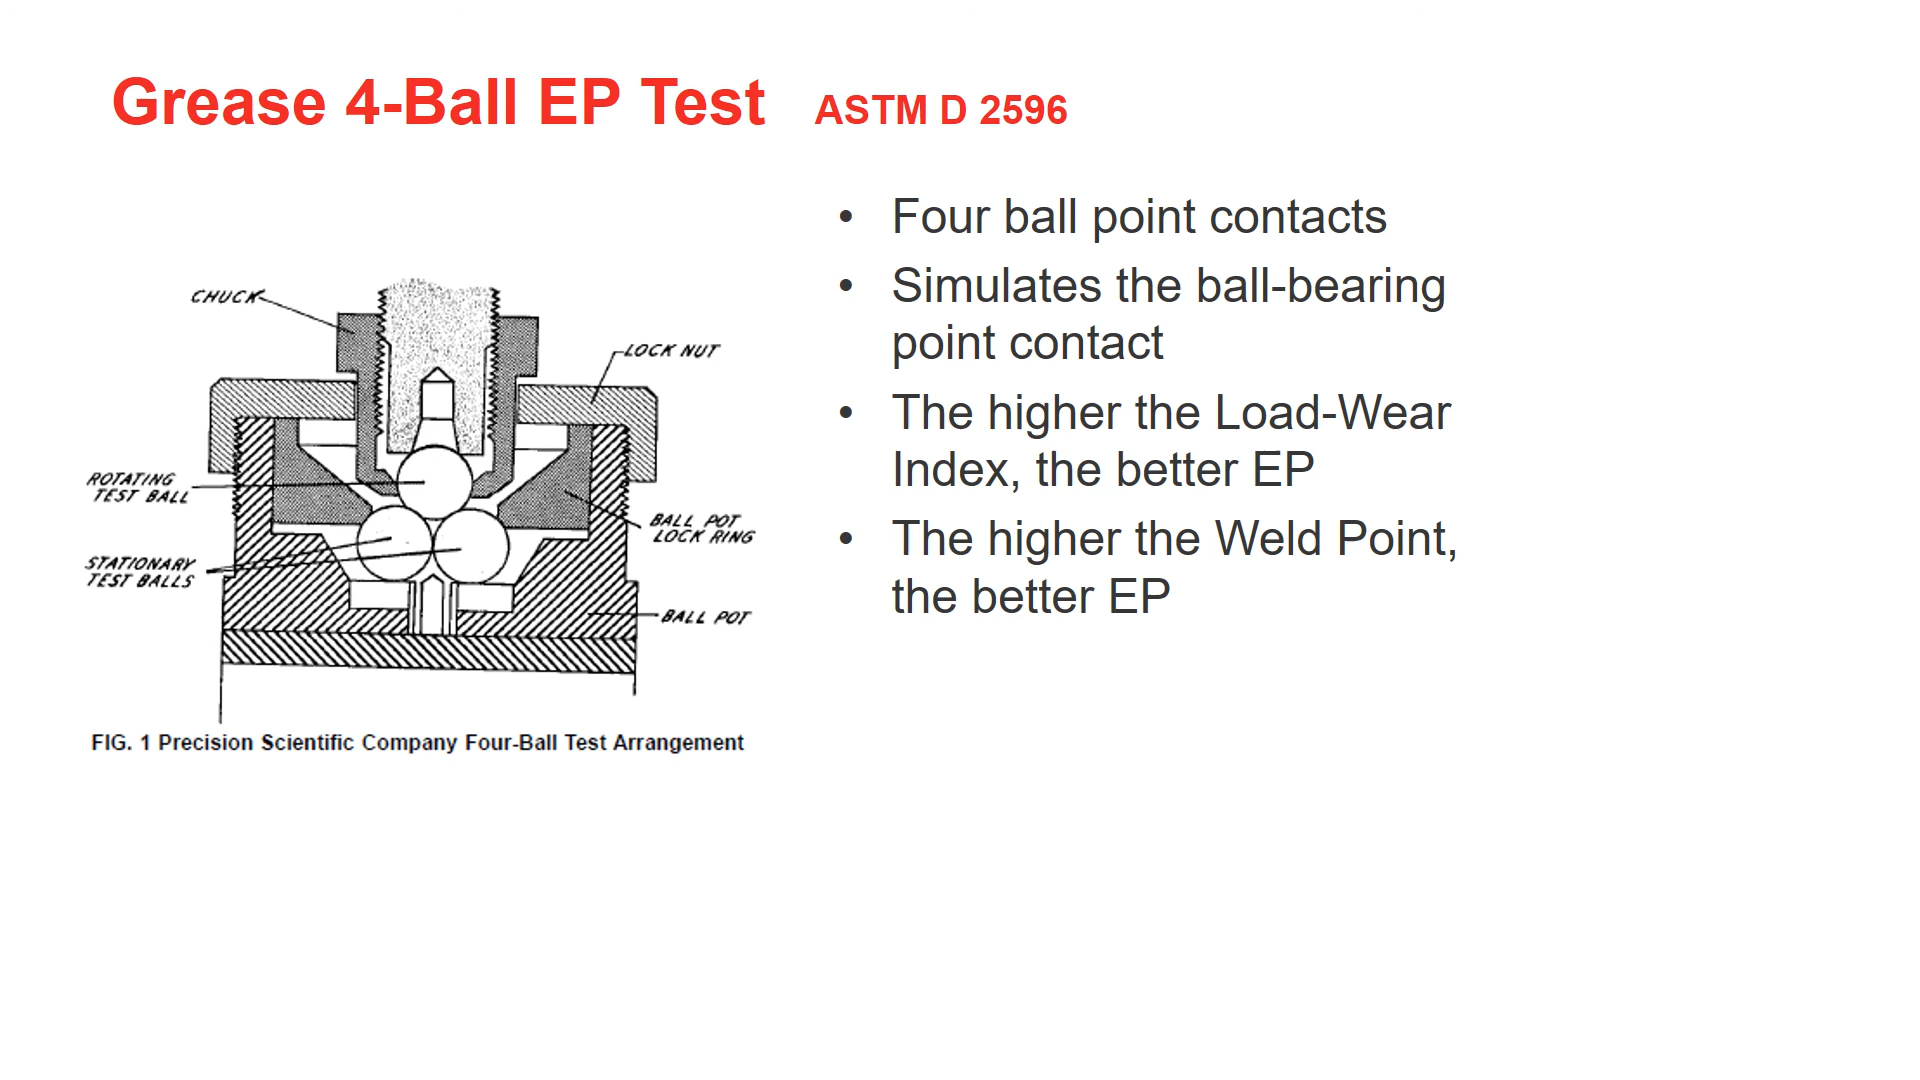 Grease 4-Ball EP Test ASTM D 2596
• Four ball point contacts
• Simulates the ball-bearing
point contact
• The higher the Load-Wear
Index, the better EP
• The higher the Weld Point,
the better EP
CHUCK
LOCK NUT
ROTATING
TEST BALL
BALL POT
LOCK RING
STATIONARY
TEST BALLS
BALL POT
FIG. 1 Precision Scientific Company Four-Ball Test Arrangement